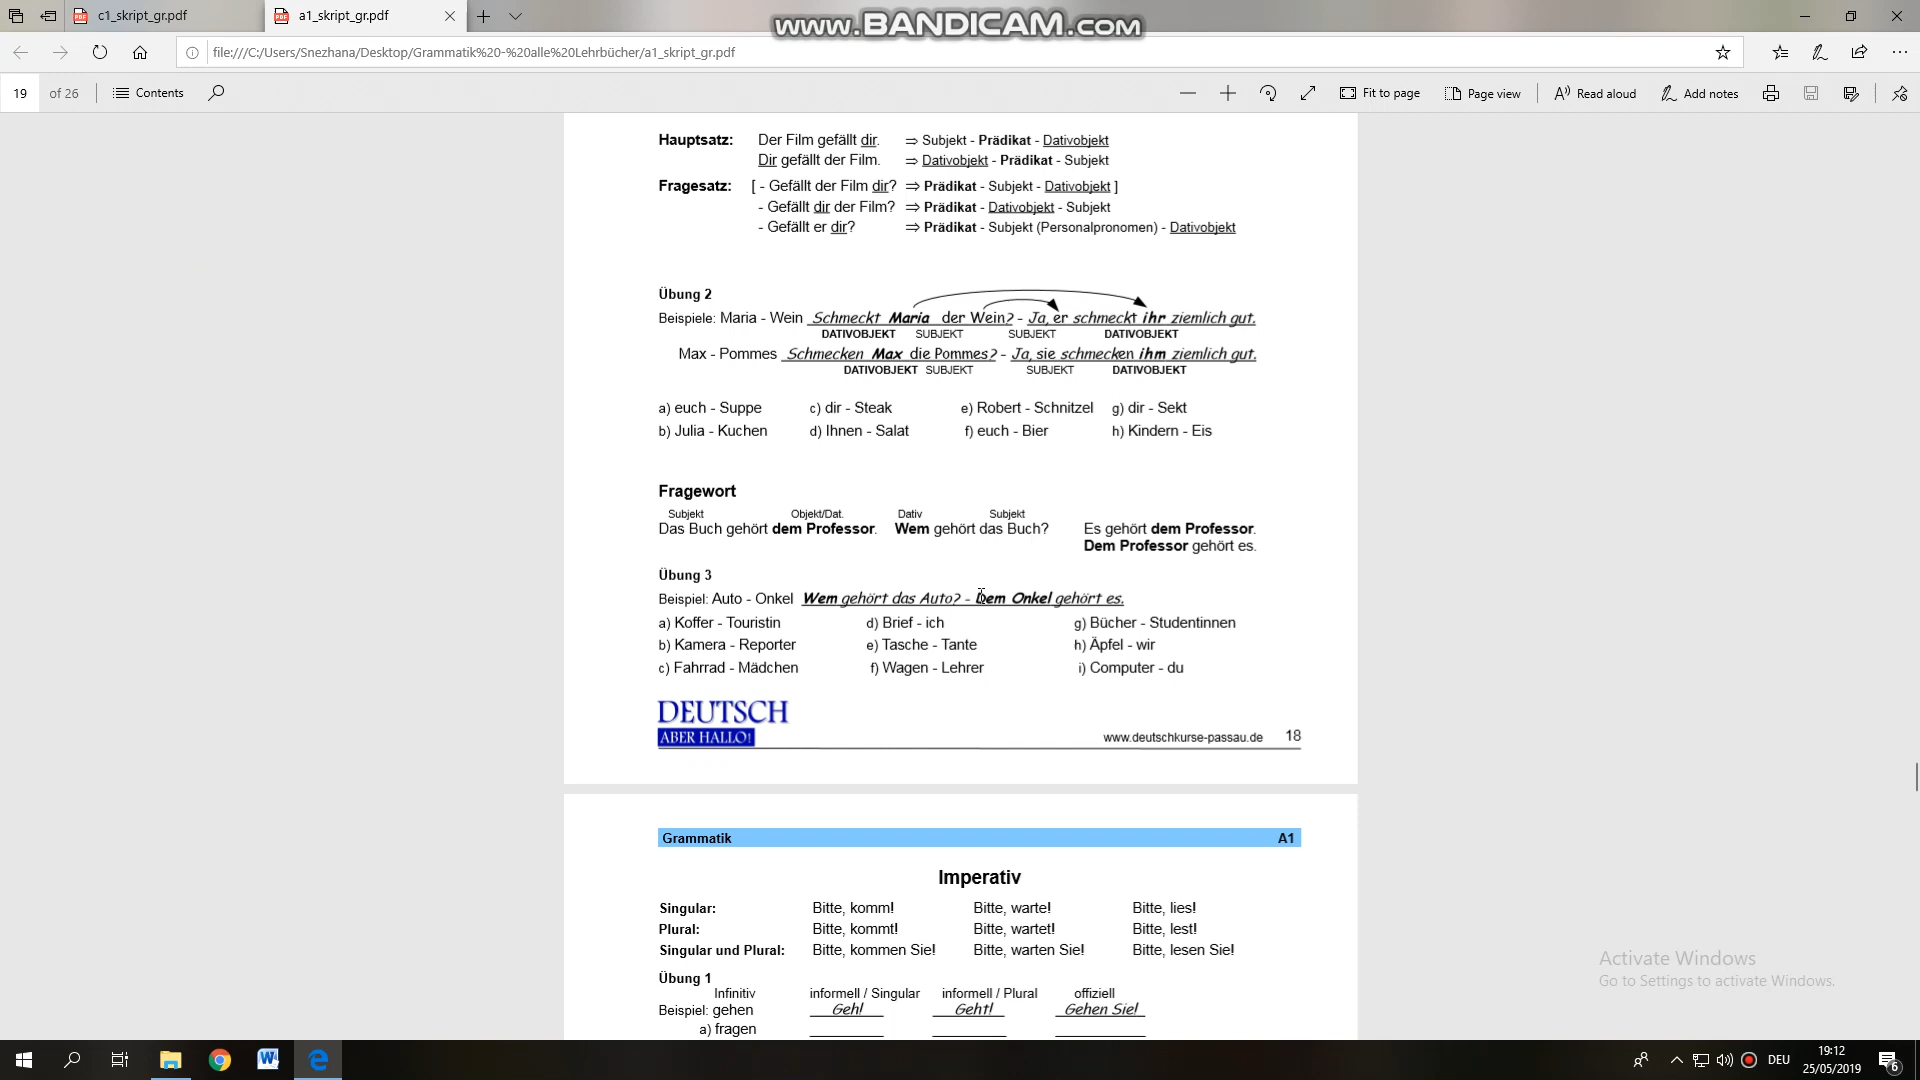 c1_skript_gr.pdf
a1_skript_gr.pdf
www.BANDICAM.com
file:///C:/Users/Snezhana/Desktop/Grammatik%20-%20alle%20Lehrbücher/a1_skript_gr.pdf
19 of 26 Contents Fit to page Page view Read aloud Add notes
Hauptsatz: Der Film gefällt dir. ⇒ Subjekt - Prädikat - Dativobjekt
Dir gefällt der Film. ⇒ Dativobjekt - Prädikat - Subjekt
Fragesatz: [ - Gefällt der Film dir? ⇒ Prädikat - Subjekt - Dativobjekt ]
- Gefällt dir der Film? ⇒ Prädikat - Dativobjekt - Subjekt
- Gefällt er dir? ⇒ Prädikat - Subjekt (Personalpronomen) - Dativobjekt
Übung 2
Beispiele: Maria - Wein Schmeckt Maria der Wein? - Ja, er schmeckt ihr ziemlich gut.
DATIVOBJEKT SUBJEKT SUBJEKT DATIVOBJEKT
Max - Pommes Schmecken Max die Pommes? - Ja, sie schmecken ihm ziemlich gut.
DATIVOBJEKT SUBJEKT SUBJEKT DATIVOBJEKT
a) euch - Suppe c) dir - Steak e) Robert - Schnitzel g) dir - Sekt
b) Julia - Kuchen d) Ihnen - Salat f) euch - Bier h) Kindern - Eis
Fragewort
Subjekt Objekt/Dat. Dativ Subjekt
Das Buch gehört dem Professor. Wem gehört das Buch? Es gehört dem Professor.
Dem Professor gehört es.
Übung 3
Beispiel: Auto - Onkel Wem gehört das Auto? - Dem Onkel gehört es.
a) Koffer - Touristin d) Brief - ich g) Bücher - Studentinnen
b) Kamera - Reporter e) Tasche - Tante h) Äpfel - wir
c) Fahrrad - Mädchen f) Wagen - Lehrer i) Computer - du
DEUTSCH
ABER HALLO!
www.deutschkurse-passau.de 18
Grammatik A1
Imperativ
Singular: Bitte, komm! Bitte, warte! Bitte, lies!
Plural: Bitte, kommt! Bitte, wartet! Bitte, lest!
Singular und Plural: Bitte, kommen Sie! Bitte, warten Sie! Bitte, lesen Sie!
Übung 1
Infinitiv informell / Singular informell / Plural offiziell
Beispiel: gehen Geh! Geht! Gehen Sie!
a) fragen
Activate Windows
Go to Settings to activate Windows.
DEU
19:12
25/05/2019
6